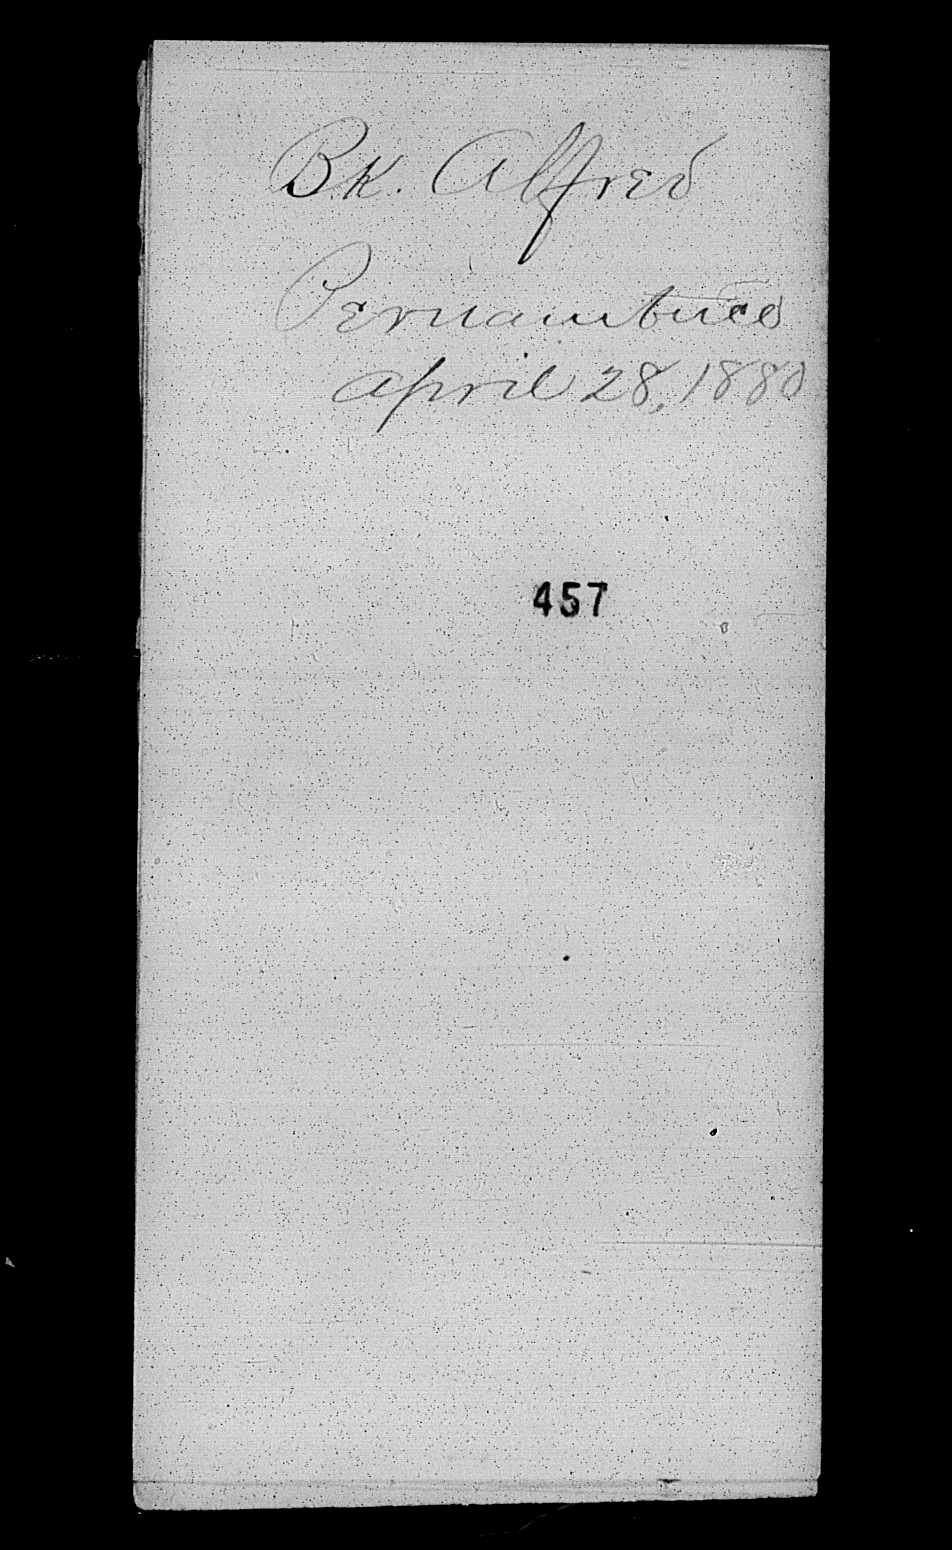 Bk. Alfred
Pernambuco
April 28, 1880
457